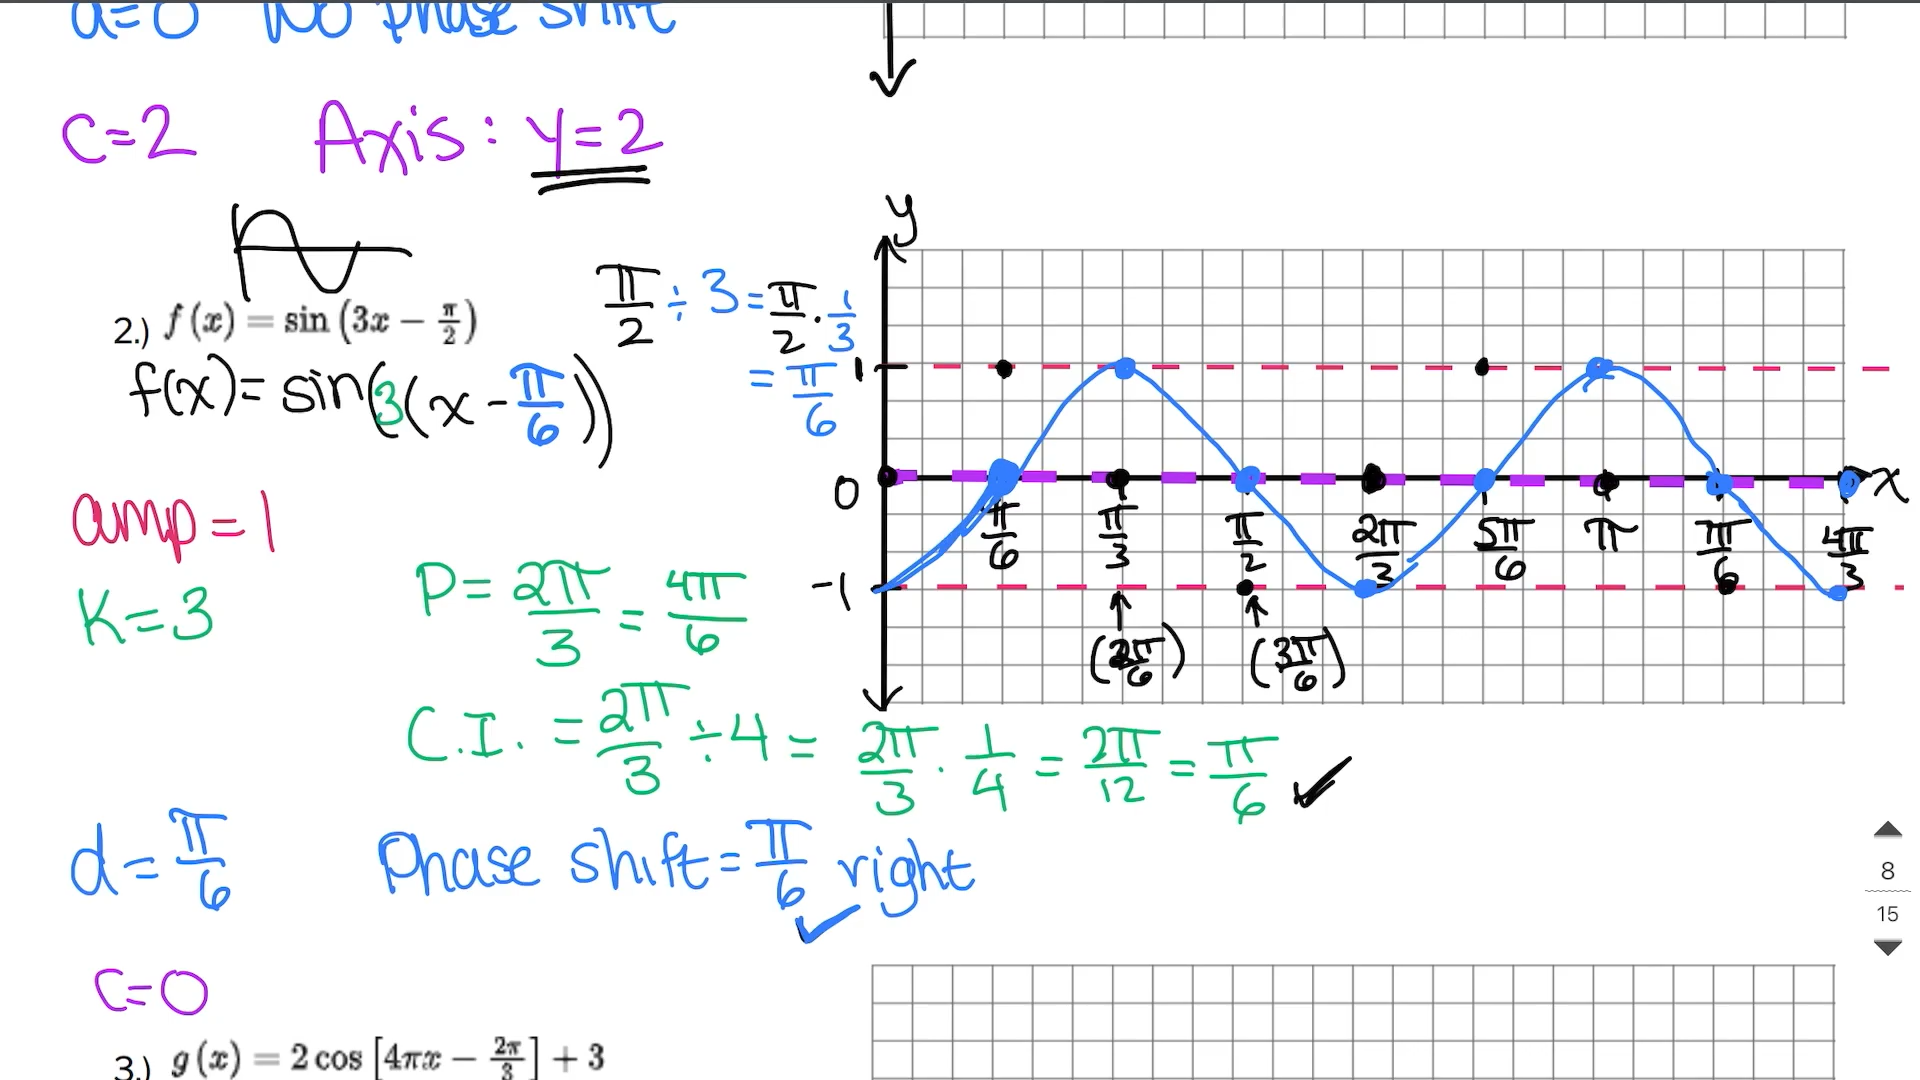 d=0 No phase shift
C=2 Axis: y=2
y
2.) f(x) = sin(3x − π/2)
π/2 ÷ 3 = π/2 · 1/3
= π/6
f(x) = sin(3(x − π/6))
1
0
x
π/6 π/3 π/2 2π/3 5π/6 π 7π/6 4π/3
-1
(2π/6) (3π/6)
amp = 1
K = 3
P = 2π/3 = 4π/6
C.I. = 2π/3 ÷ 4 = 2π/3 · 1/4 = 2π/12 = π/6 ✓
d = π/6 Phase shift = π/6 right ✓
C=0
3.) g(x) = 2 cos [4πx − 2π/3] + 3
8
15